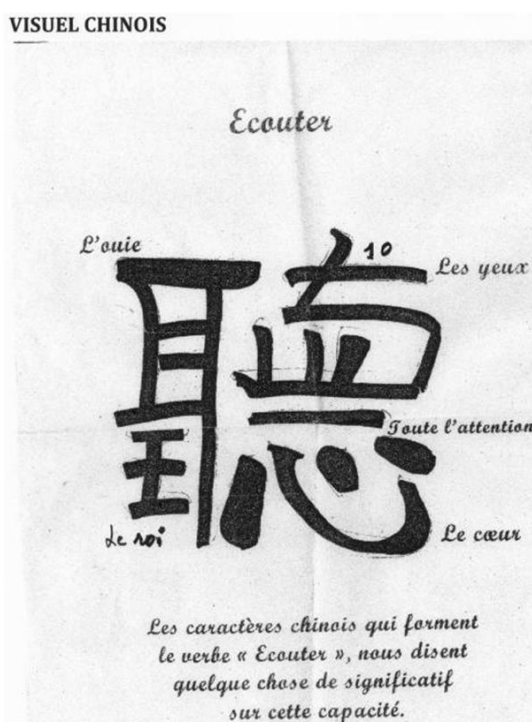 VISUEL CHINOIS
Ecouter
L'ouie
10
Les yeux
聽
Toute l'attention
Le roi
Le cœur
Les caractères chinois qui forment
le verbe « Ecouter », nous disent
quelque chose de significatif
sur cette capacité.